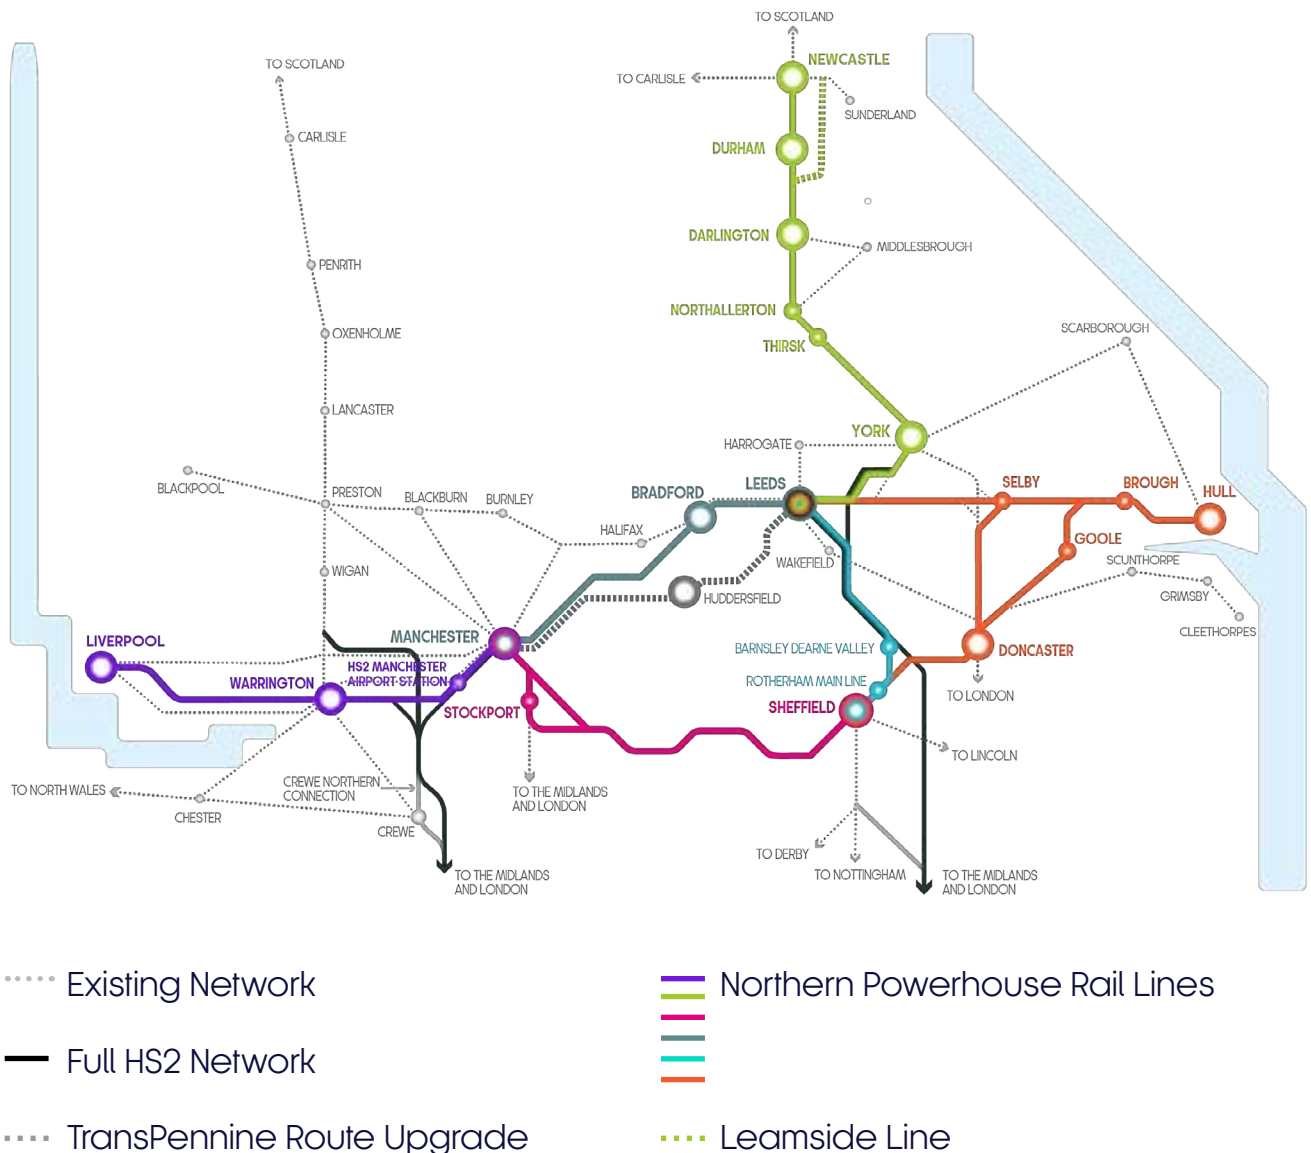 TO SCOTLAND
NEWCASTLE
TO SCOTLAND
TO CARLISLE
SUNDERLAND
CARLISLE
DURHAM
DARLINGTON
MIDDLESBROUGH
PENRITH
NORTHALLERTON
OXENHOLME
SCARBOROUGH
THIRSK
LANCASTER
YORK
HARROGATE
BLACKPOOL
PRESTON
BLACKBURN
BURNLEY
BRADFORD
LEEDS
SELBY
BROUGH
HULL
HALIFAX
GOOLE
WAKEFIELD
SCUNTHORPE
WIGAN
HUDDERSFIELD
GRIMSBY
CLEETHORPES
LIVERPOOL
MANCHESTER
BARNSLEY DEARNE VALLEY
DONCASTER
HS2 MANCHESTER
AIRPORT STATION
WARRINGTON
ROTHERHAM MAIN LINE
TO LONDON
STOCKPORT
SHEFFIELD
TO LINCOLN
TO NORTH WALES
CREWE NORTHERN
CONNECTION
TO THE MIDLANDS
AND LONDON
CHESTER
CREWE
TO DERBY
TO NOTTINGHAM
TO THE MIDLANDS
AND LONDON
TO THE MIDLANDS
AND LONDON
Existing Network
Northern Powerhouse Rail Lines
Full HS2 Network
TransPennine Route Upgrade
Leamside Line